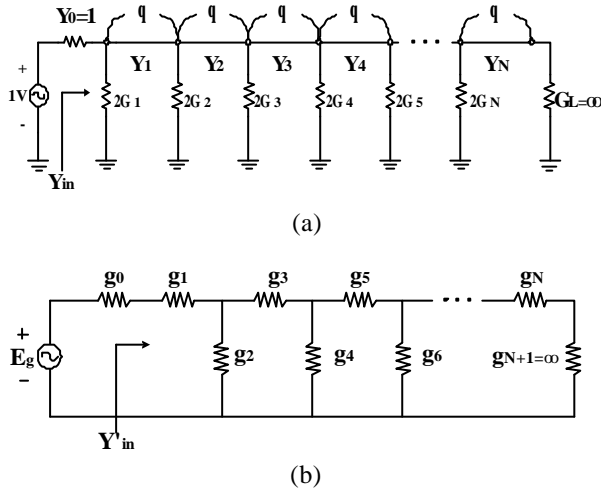 Y0=1 q q q q q
Y1 Y2 Y3 Y4 YN
+
1V
-
2G 1 2G 2 2G 3 2G 4 2G 5 2G N GL=∞
Yin
(a)
g0 g1 g3 g5 gN
+
Eg
-
g2 g4 g6 gN+1=∞
Y'in
(b)